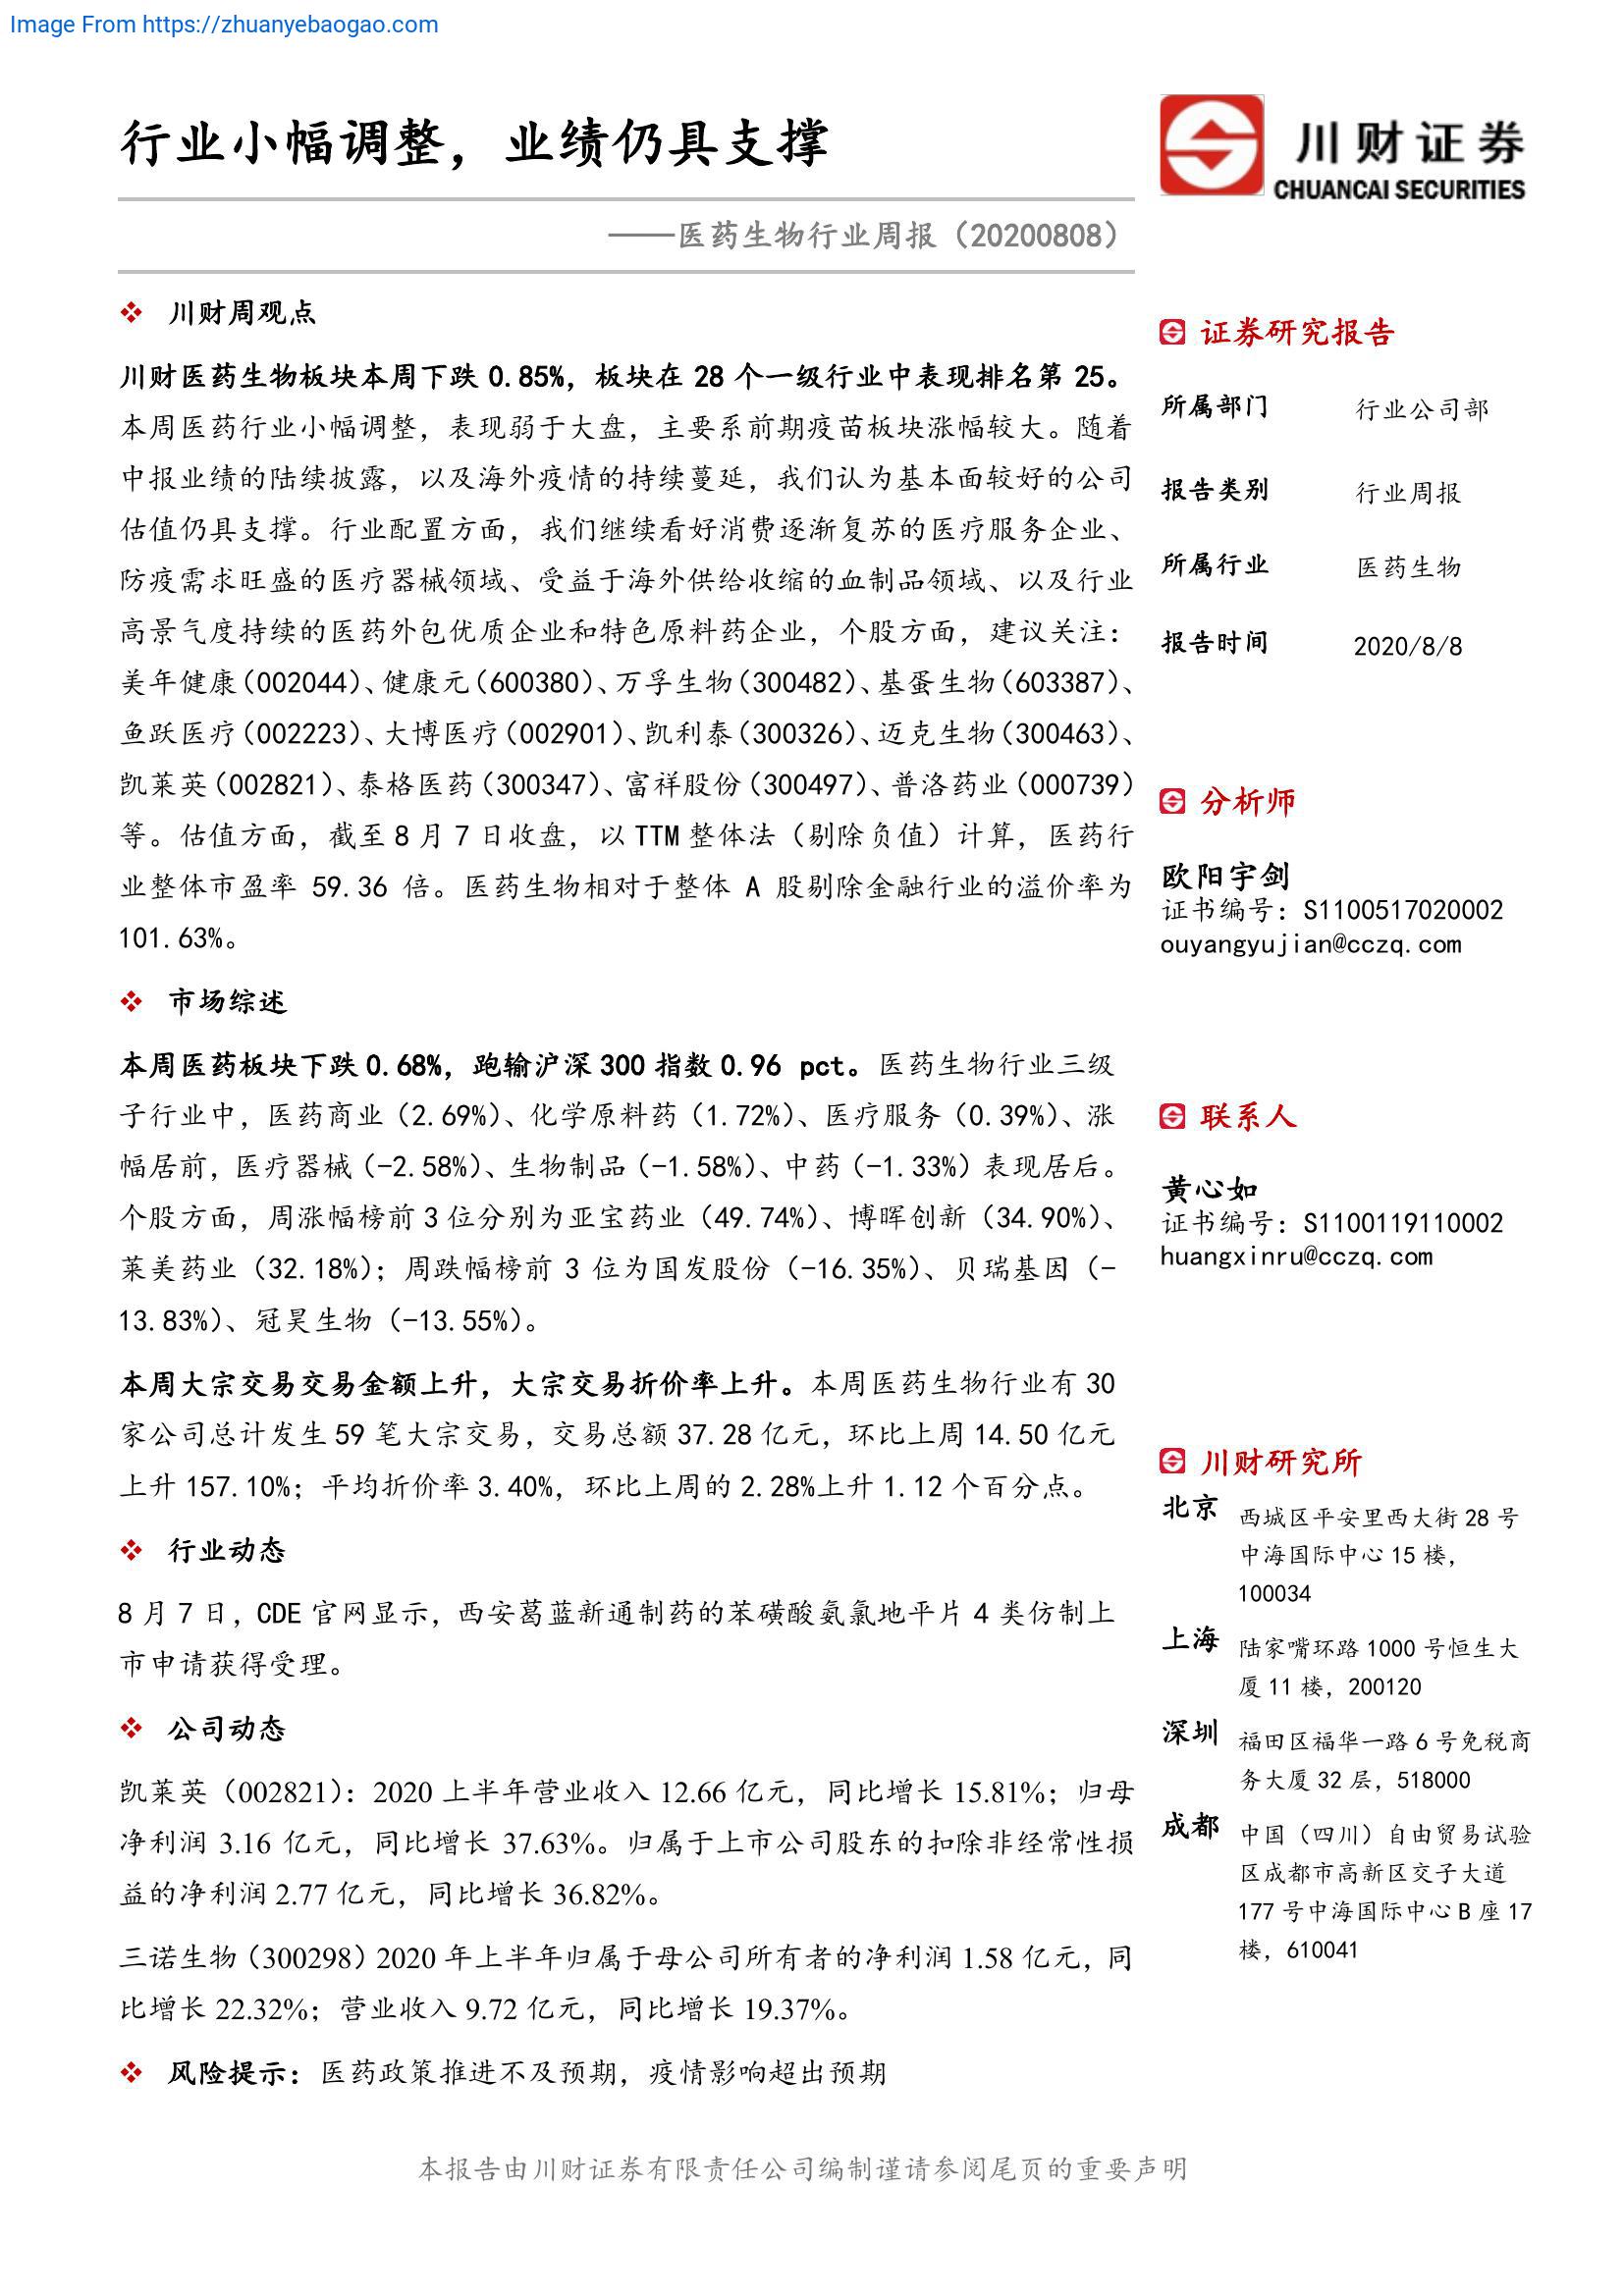 Image From https://zhuanyebaogao.com
行业小幅调整，业绩仍具支撑
——医药生物行业周报（20200808）
川财证券
CHUANCAI SECURITIES
川财周观点
川财医药生物板块本周下跌 0.85%，板块在 28 个一级行业中表现排名第 25。
本周医药行业小幅调整，表现弱于大盘，主要系前期疫苗板块涨幅较大。随着
中报业绩的陆续披露，以及海外疫情的持续蔓延，我们认为基本面较好的公司
估值仍具支撑。行业配置方面，我们继续看好消费逐渐复苏的医疗服务企业、
防疫需求旺盛的医疗器械领域、受益于海外供给收缩的血制品领域、以及行业
高景气度持续的医药外包优质企业和特色原料药企业，个股方面，建议关注：
美年健康（002044）、健康元（600380）、万孚生物（300482）、基蛋生物（603387）、
鱼跃医疗（002223）、大博医疗（002901）、凯利泰（300326）、迈克生物（300463）、
凯莱英（002821）、泰格医药（300347）、富祥股份（300497）、普洛药业（000739）
等。估值方面，截至 8 月 7 日收盘，以 TTM 整体法（剔除负值）计算，医药行
业整体市盈率 59.36 倍。医药生物相对于整体 A 股剔除金融行业的溢价率为
101.63%。
市场综述
本周医药板块下跌 0.68%，跑输沪深 300 指数 0.96 pct。医药生物行业三级
子行业中，医药商业（2.69%）、化学原料药（1.72%）、医疗服务（0.39%）、涨
幅居前，医疗器械（-2.58%）、生物制品（-1.58%）、中药（-1.33%）表现居后。
个股方面，周涨幅榜前 3 位分别为亚宝药业（49.74%）、博晖创新（34.90%）、
莱美药业（32.18%）；周跌幅榜前 3 位为国发股份（-16.35%）、贝瑞基因（-
13.83%）、冠昊生物（-13.55%）。
本周大宗交易交易金额上升，大宗交易折价率上升。本周医药生物行业有 30
家公司总计发生 59 笔大宗交易，交易总额 37.28 亿元，环比上周 14.50 亿元
上升 157.10%；平均折价率 3.40%，环比上周的 2.28%上升 1.12 个百分点。
行业动态
8 月 7 日，CDE 官网显示，西安葛蓝新通制药的苯磺酸氨氯地平片 4 类仿制上
市申请获得受理。
公司动态
凯莱英（002821）：2020 上半年营业收入 12.66 亿元，同比增长 15.81%；归母
净利润 3.16 亿元，同比增长 37.63%。归属于上市公司股东的扣除非经常性损
益的净利润 2.77 亿元，同比增长 36.82%。
三诺生物（300298）2020 年上半年归属于母公司所有者的净利润 1.58 亿元，同
比增长 22.32%；营业收入 9.72 亿元，同比增长 19.37%。
风险提示：医药政策推进不及预期，疫情影响超出预期
证券研究报告
所属部门 行业公司部
报告类别 行业周报
所属行业 医药生物
报告时间 2020/8/8
分析师
欧阳宇剑
证书编号：S1100517020002
ouyangyujian@cczq.com
联系人
黄心如
证书编号：S1100119110002
huangxinru@cczq.com
川财研究所
北京 西城区平安里西大街 28 号
中海国际中心 15 楼，
100034
上海 陆家嘴环路 1000 号恒生大
厦 11 楼，200120
深圳 福田区福华一路 6 号免税商
务大厦 32 层，518000
成都 中国（四川）自由贸易试验
区成都市高新区交子大道
177 号中海国际中心 B 座 17
楼，610041
本报告由川财证券有限责任公司编制谨请参阅尾页的重要声明